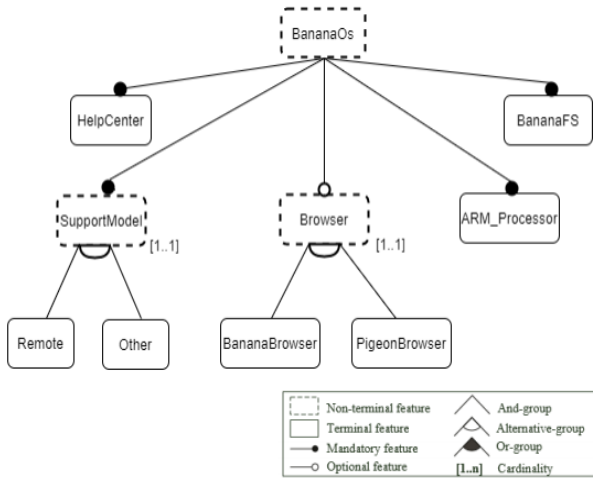 BananaOs
HelpCenter
BananaFS
SupportModel
[1..1]
Browser
[1..1]
ARM_Processor
Remote
Other
BananaBrowser
PigeonBrowser
Non-terminal feature
Terminal feature
Mandatory feature
Optional feature
And-group
Alternative-group
Or-group
[1..n] Cardinality